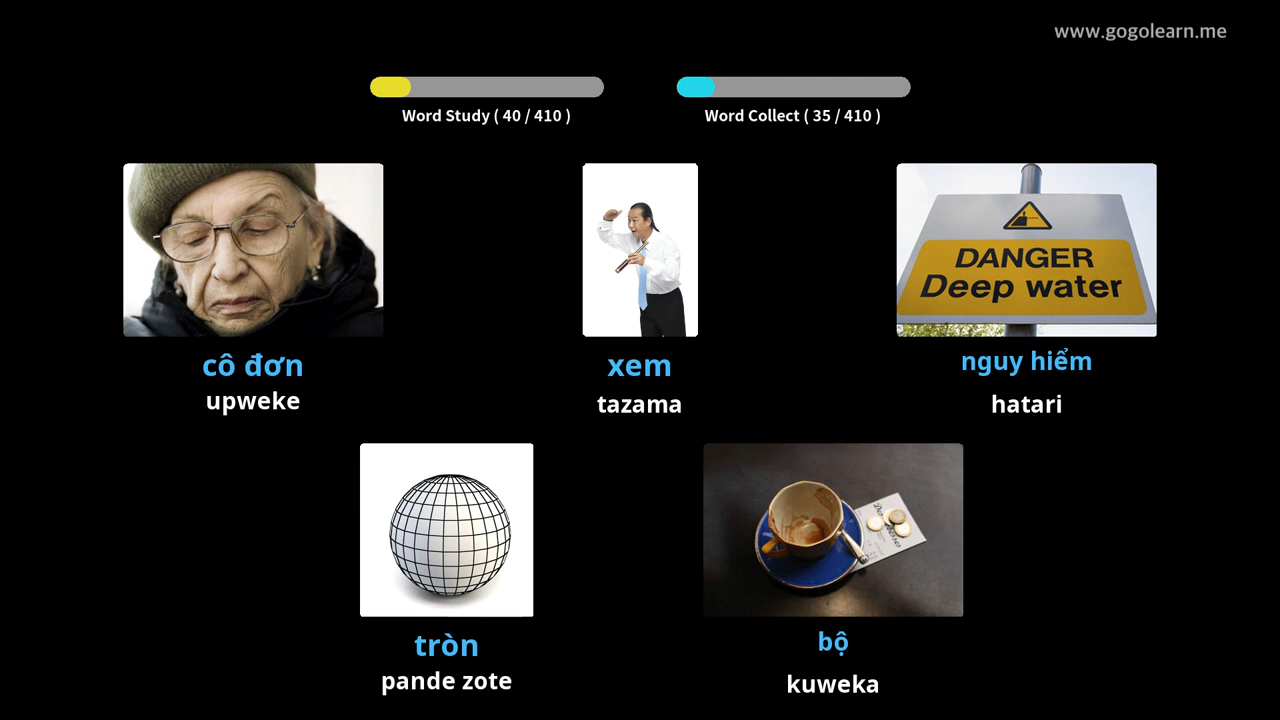 www.gogolearn.me
Word Study ( 40 / 410 )
Word Collect ( 35 / 410 )
DANGER
Deep water
cô đơn
upweke
xem
tazama
nguy hiểm
hatari
tròn
pande zote
bộ
kuweka